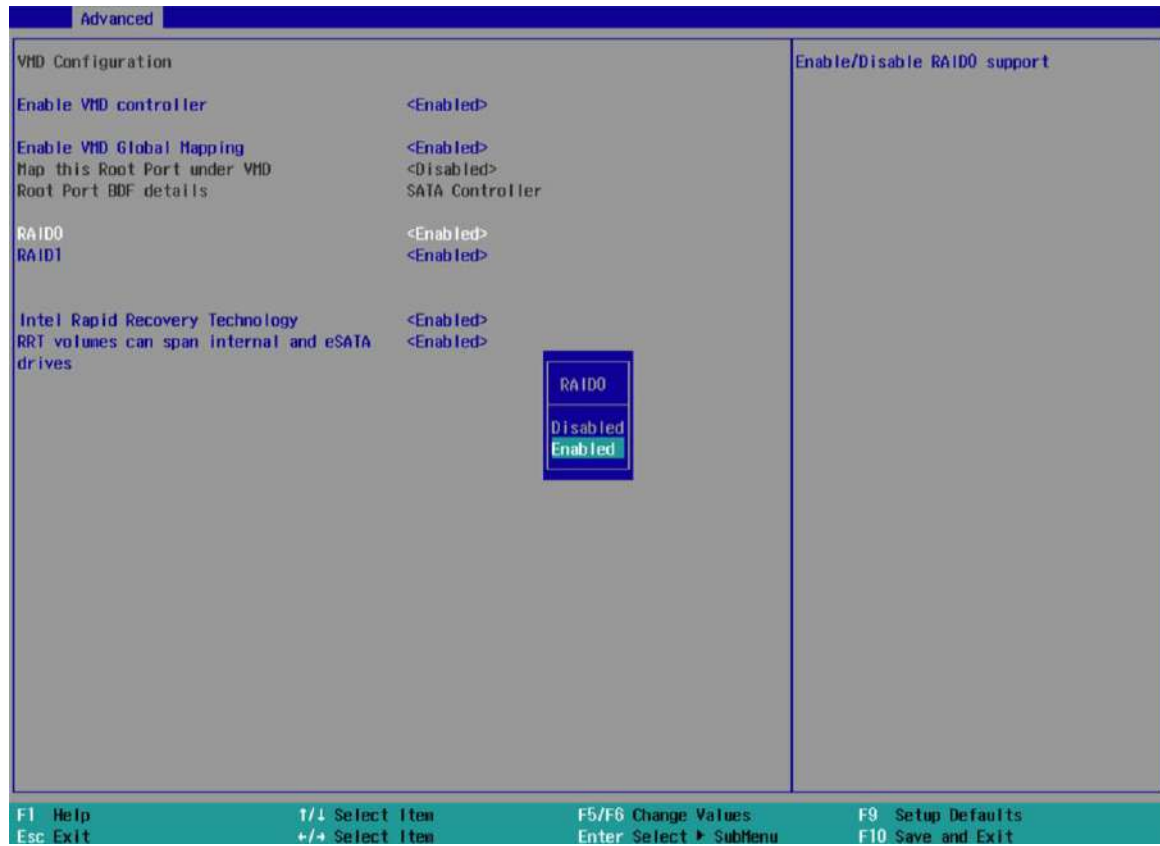 Advanced
VMD Configuration
Enable/Disable RAID0 support
Enable VMD controller <Enabled>
Enable VMD Global Mapping <Enabled>
Map this Root Port under VMD <Disabled>
Root Port BDF details SATA Controller
RAID0 <Enabled>
RAID1 <Enabled>
Intel Rapid Recovery Technology <Enabled>
RRT volumes can span internal and eSATA <Enabled>
drives
RAID0
Disabled
Enabled
F1 Help ↑/↓ Select Item F5/F6 Change Values F9 Setup Defaults
Esc Exit ←/→ Select Item Enter Select ▶ SubMenu F10 Save and Exit